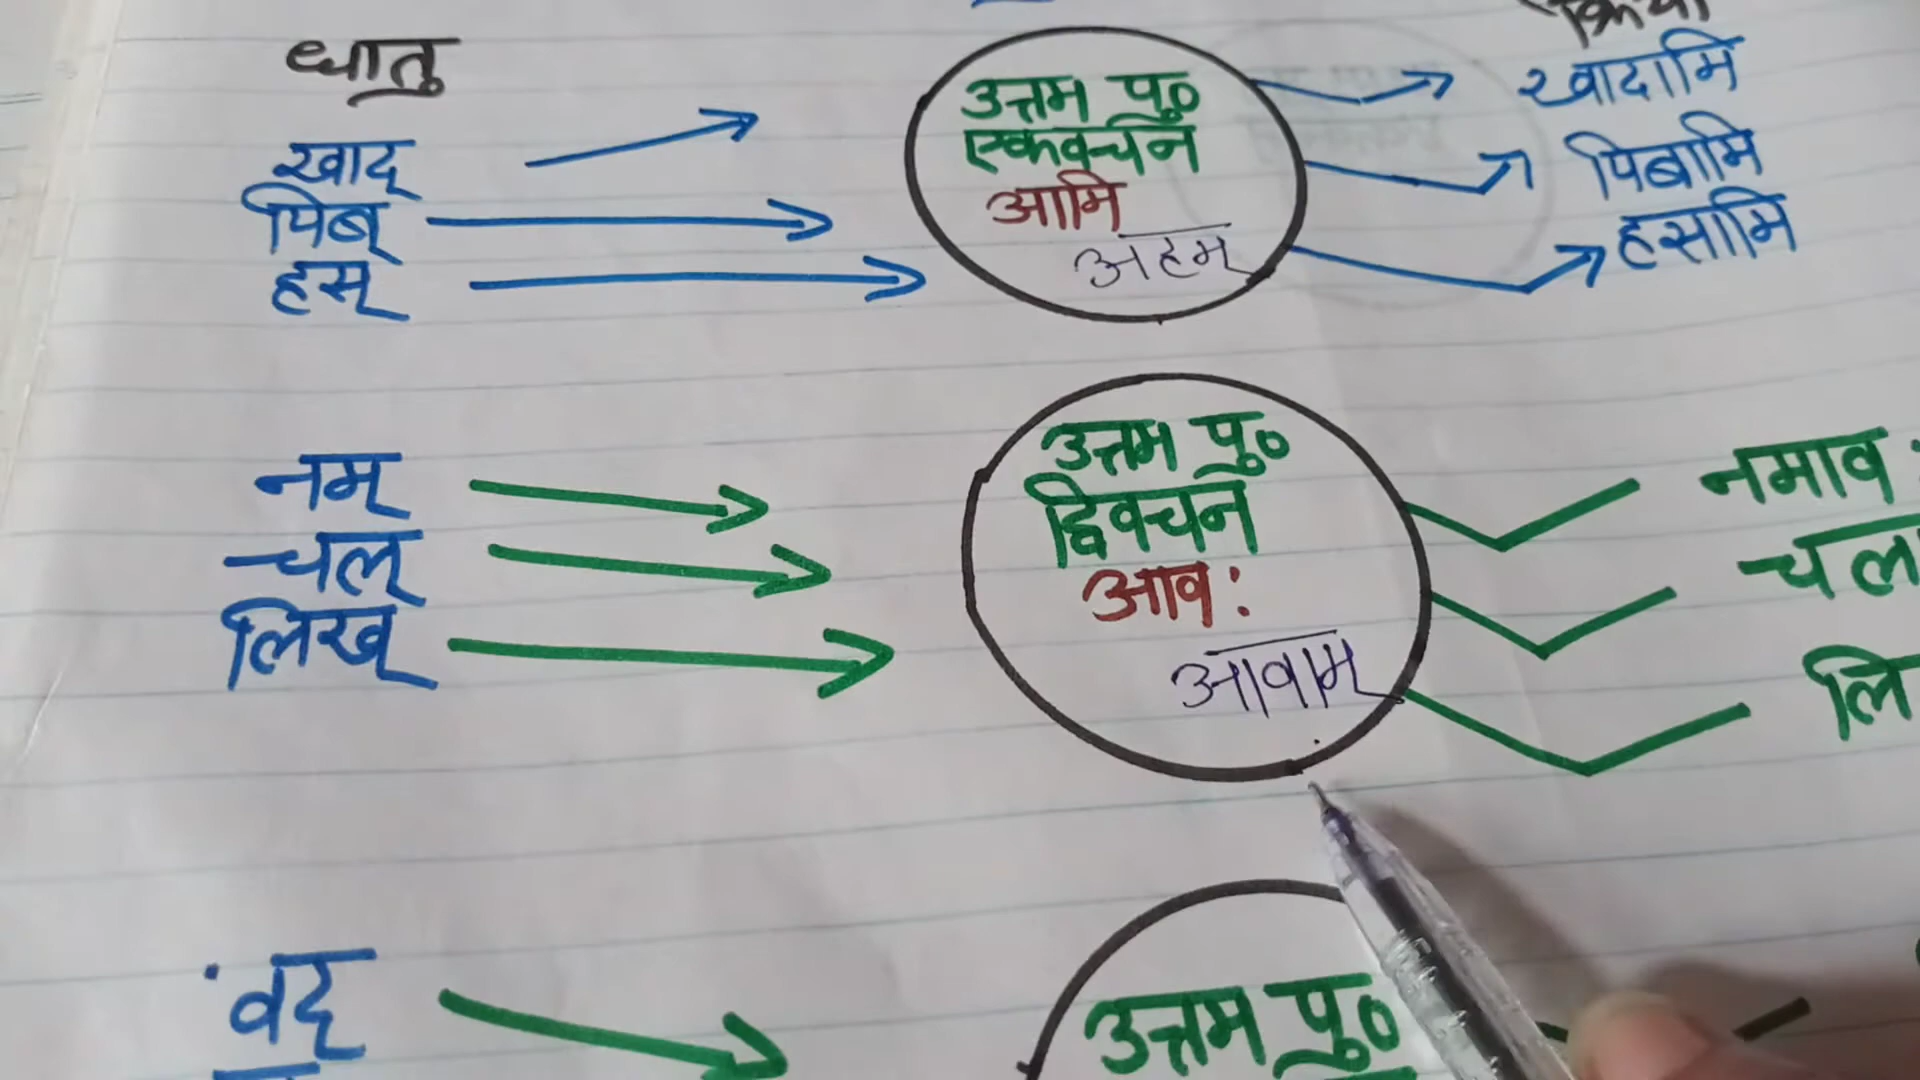 धातु
क्रिया
खाद्
पिब्
हस्
उत्तम पु०
एकवचन
आमि
अहम्
खादामि
पिबामि
हसामि
नम्
चल्
लिख्
उत्तम पु०
द्विवचन
आवः
आवाम्
नमाव:
वद्
उत्तम पु०